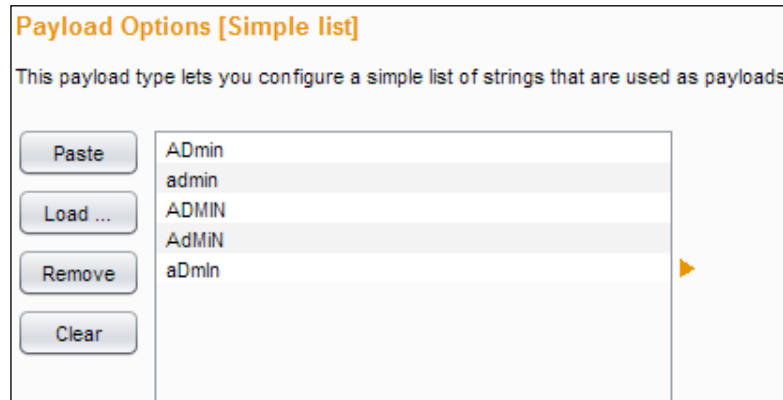 Payload Options [Simple list]
This payload type lets you configure a simple list of strings that are used as payloads
Paste
ADmin
admin
Load ...
ADMIN
AdMiN
Remove
aDmIn
Clear